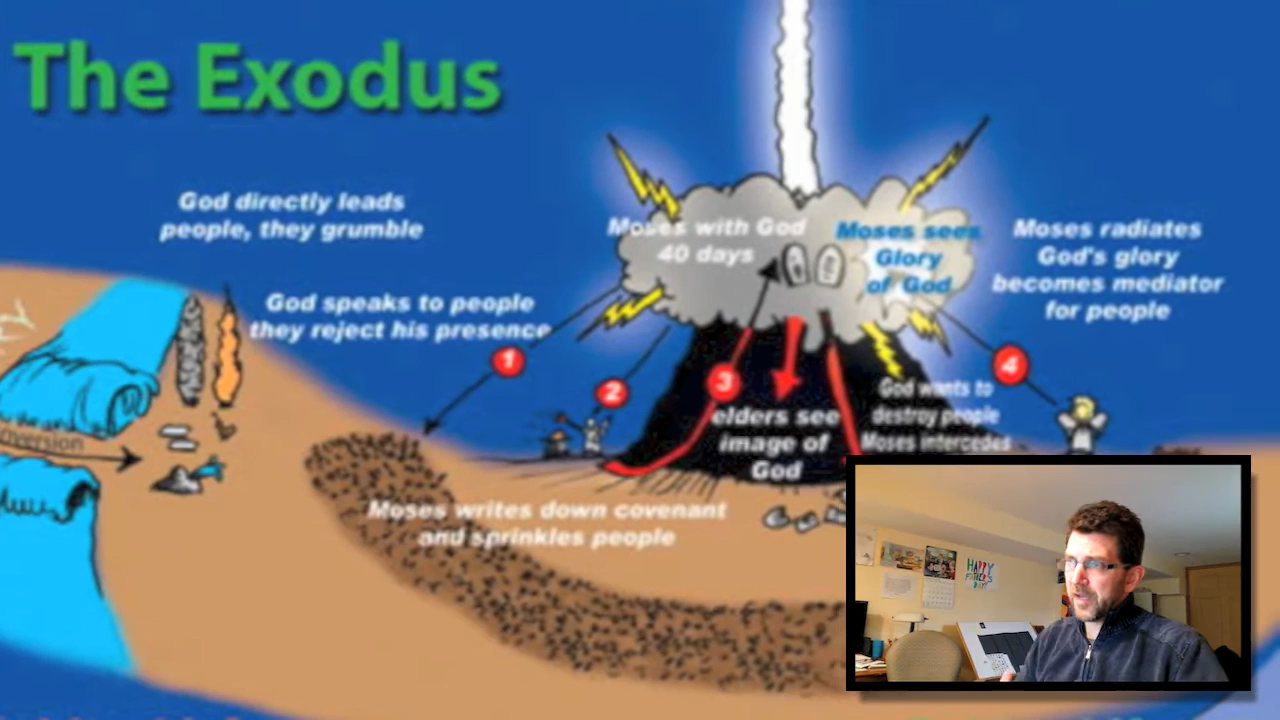 The Exodus
God directly leads
people, they grumble
God speaks to people
they reject his presence
Moses with God
40 days
Moses sees
Glory
of God
Moses radiates
God's glory
becomes mediator
for people
1
2
3
4
elders see
image of
God
God wants to
destroy people
Moses intercedes
Moses writes down covenant
and sprinkles people
HAPPY
FATHER'S
DAY!